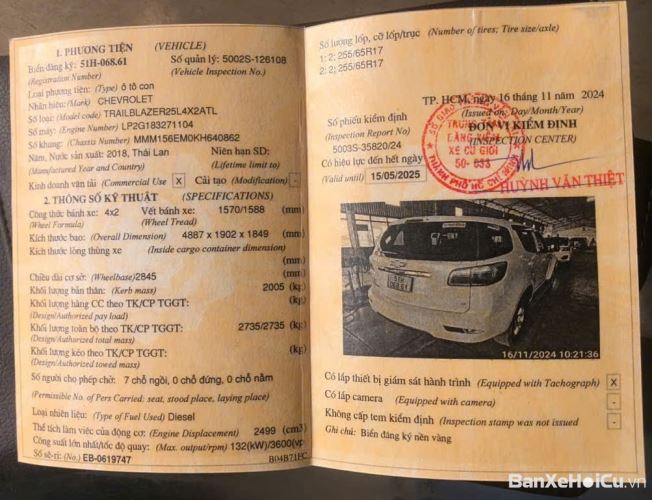 1. PHƯƠNG TIỆN (VEHICLE)
Biển đăng ký: 51H-068.61 Số quản lý: 5002S-126108
(Registration Number) (Vehicle Inspection No.)
Loại phương tiện: (Type) ô tô con
Nhãn hiệu: (Mark) CHEVROLET
Số loại: (Model code) TRAILBLAZER25L4X2ATL
Số máy: (Engine Number) LP2G183271104
Số khung: (Chassis Number) MMM156EM0KH640862
Năm, Nước sản xuất: 2018, Thái Lan Niên hạn SD:
(Manufactured Year and Country) (Lifetime limit to)
Kinh doanh vận tải (Commercial Use) X Cải tạo (Modification) -
2. THÔNG SỐ KỸ THUẬT (SPECIFICATIONS)
Công thức bánh xe: 4x2 Vết bánh xe: 1570/1588 (mm)
(Wheel Formula) (Wheel Tread)
Kích thước bao: (Overall Dimension) 4887 x 1902 x 1849 (mm)
Kích thước lòng thùng xe (Inside cargo container dimension)
(mm)
Chiều dài cơ sở: (Wheelbase) 2845 (mm)
Khối lượng bản thân: (Kerb mass) 2005 (kg)
Khối lượng hàng CC theo TK/CP TGGT: (kg)
(Design/Authorized pay load)
Khối lượng toàn bộ theo TK/CP TGGT: 2735/2735 (kg)
(Design/Authorized total mass)
Khối lượng kéo theo TK/CP TGGT: (kg)
(Design/Authorized towed mass)
Số người cho phép chở: 7 chỗ ngồi, 0 chỗ đứng, 0 chỗ nằm
(Permissible No. of Pers Carried: seat, stood place, laying place)
Loại nhiên liệu: (Type of Fuel Used) Diesel
Thể tích làm việc của động cơ: (Engine Displacement) 2499 (cm3)
Công suất lớn nhất/tốc độ quay: (Max. output/rpm) 132(kW)/3600(vp
Số sê-ri: (No.) EB-0619747 B04B71FC
Số lượng lốp, cỡ lốp/trục (Number of tires; Tire size/axle)
1: 2; 255/65R17
2: 2; 255/65R17
TP. HCM, ngày 16 tháng 11 năm 2024
(Issued on: Day/Month/Year)
Số phiếu kiểm định ĐƠN VỊ KIỂM ĐỊNH
(Inspection Report No) (INSPECTION CENTER)
5003S-35820/24
Có hiệu lực đến hết ngày
(Valid until) 15/05/2025
TRUNG TÂM
ĐĂNG KIỂM
XE CƠ GIỚI
THÀNH PHỐ HỒ CHÍ MINH
HUỲNH VĂN THIỆT
51H
068.61
16/11/2024 10:21:36
Có lắp thiết bị giám sát hành trình (Equipped with Tachograph) X
Có lắp camera (Equipped with camera) -
Không cấp tem kiểm định (Inspection stamp was not issued -
Ghi chú: Biển đăng ký nền vàng
BanXeHoiCu.vn